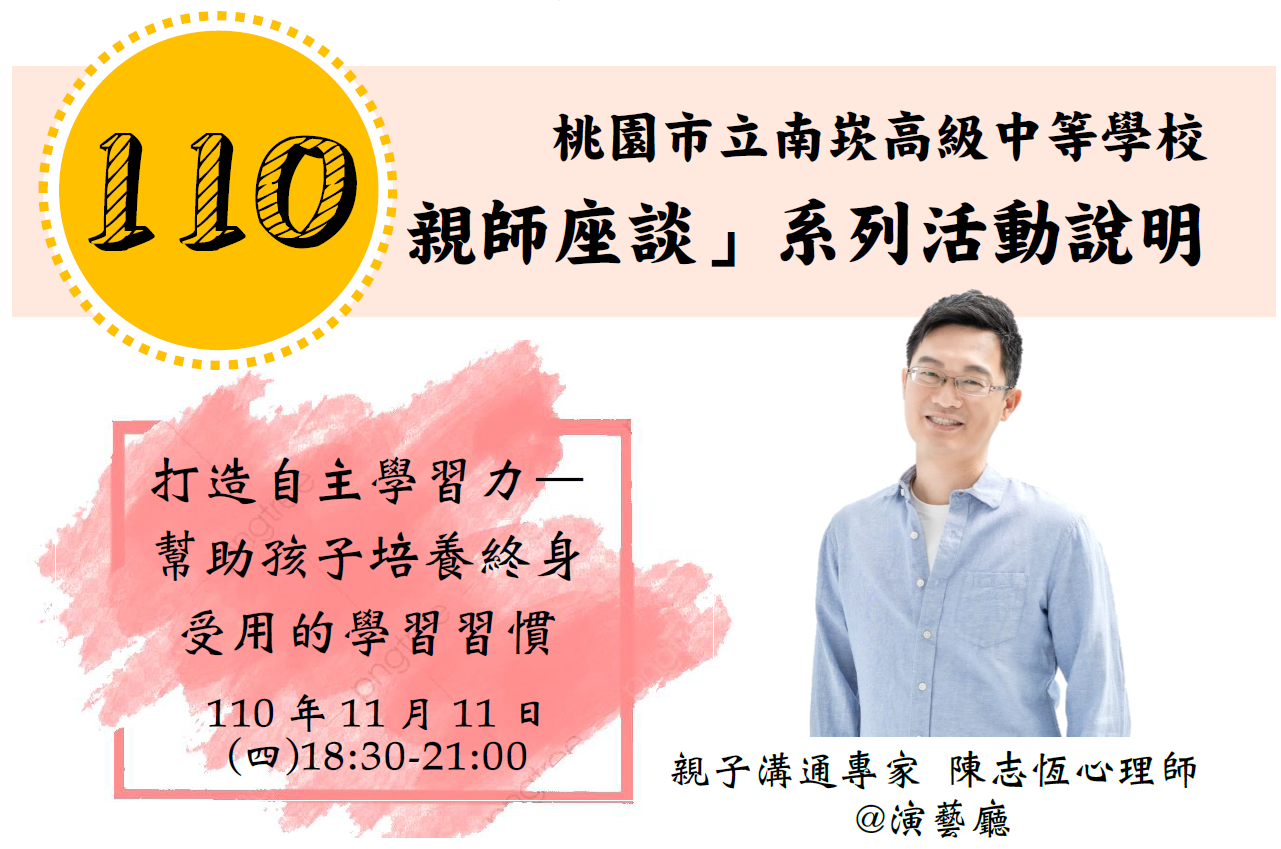 110
桃園市立南崁高級中等學校
親師座談」系列活動說明
打造自主學習力—
幫助孩子培養終身
受用的學習習慣
110 年 11 月 11 日
(四)18:30-21:00
親子溝通專家 陳志恆心理師
@演藝廳